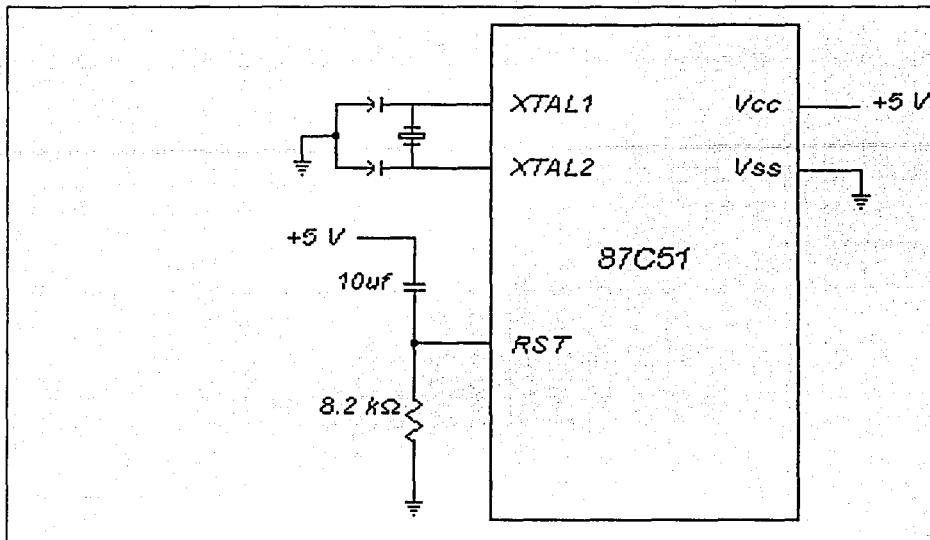 XTAL1
Vcc
+5 V
XTAL2
Vss
+5 V
87C51
10uf
RST
8.2 kΩ